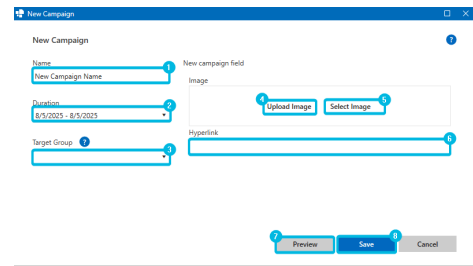 New Campaign
New Campaign
?
Name
1
New Campaign Name
Duration
2
8/5/2025 - 8/5/2025
Target Group
?
3
New campaign field
Image
4
Upload Image
5
Select Image
Hyperlink
6
7
Preview
8
Save
Cancel